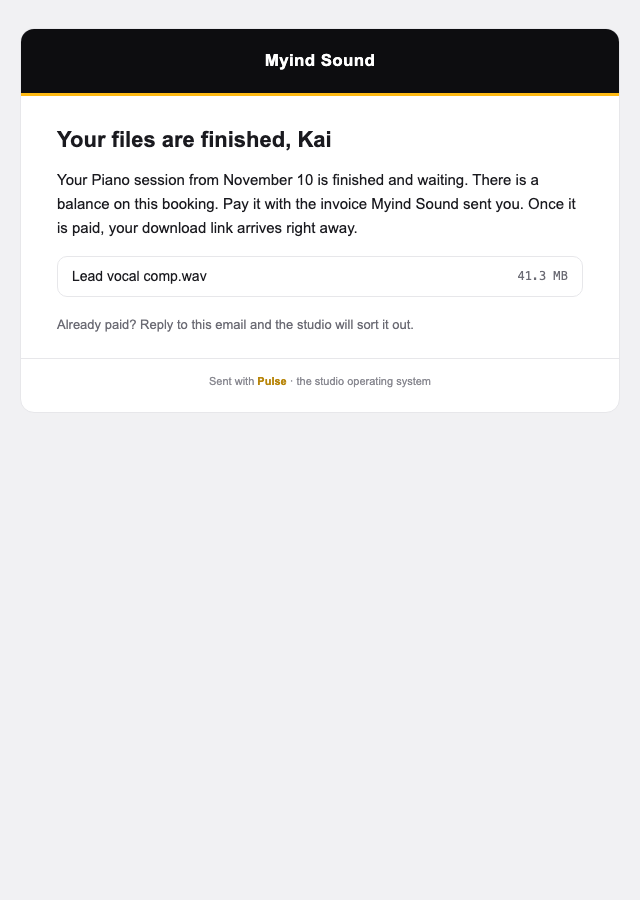 Myind Sound
Your files are finished, Kai
Your Piano session from November 10 is finished and waiting. There is a
balance on this booking. Pay it with the invoice Myind Sound sent you. Once it
is paid, your download link arrives right away.
Lead vocal comp.wav 41.3 MB
Already paid? Reply to this email and the studio will sort it out.
Sent with Pulse · the studio operating system